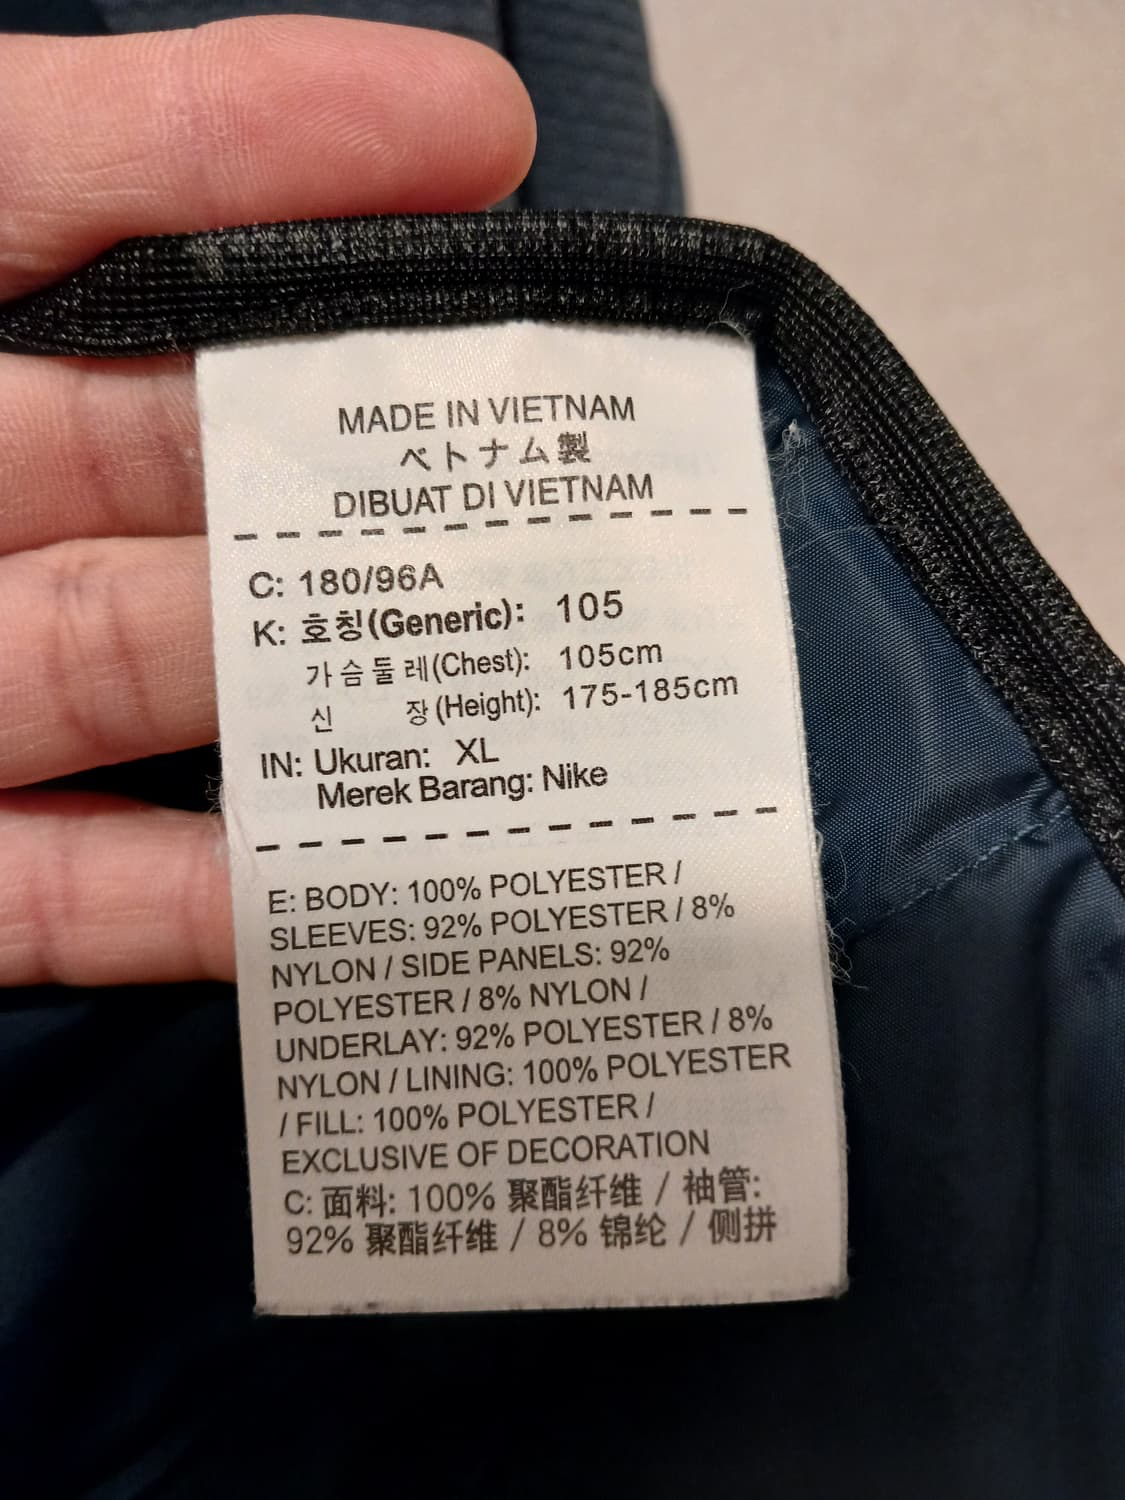 MADE IN VIETNAM
ベトナム製
DIBUAT DI VIETNAM
C: 180/96A
K: 호칭(Generic): 105
가슴둘레(Chest): 105cm
신 장(Height): 175-185cm
IN: Ukuran: XL
Merek Barang: Nike
E: BODY: 100% POLYESTER /
SLEEVES: 92% POLYESTER / 8%
NYLON / SIDE PANELS: 92%
POLYESTER / 8% NYLON /
UNDERLAY: 92% POLYESTER / 8%
NYLON / LINING: 100% POLYESTER
/ FILL: 100% POLYESTER /
EXCLUSIVE OF DECORATION
C: 面料: 100% 聚酯纤维 / 袖管:
92% 聚酯纤维 / 8% 锦纶 / 侧拼